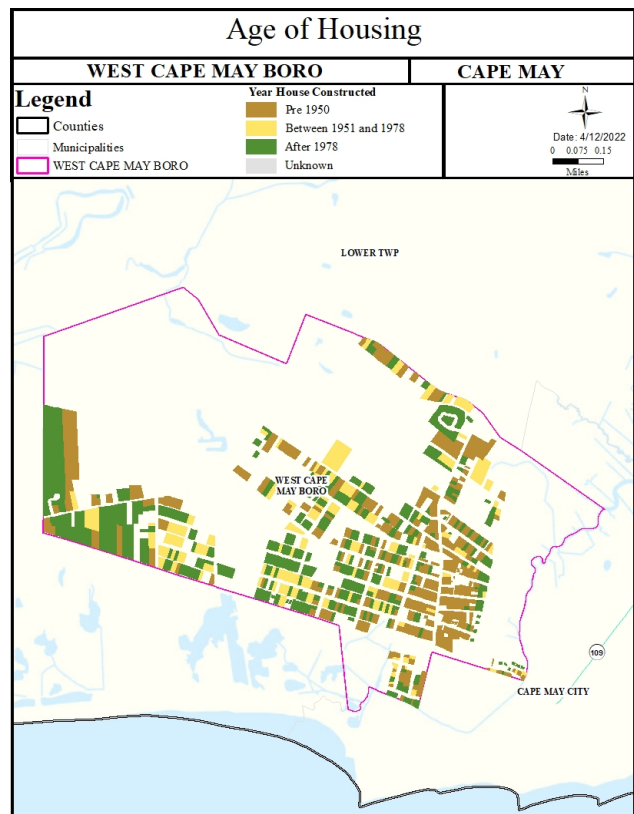 Age of Housing
WEST CAPE MAY BORO
CAPE MAY
Legend
Counties
Municipalities
WEST CAPE MAY BORO
Year House Constructed
Pre 1950
Between 1951 and 1978
After 1978
Unknown
N
Date: 4/12/2022
0 0.075 0.15
Miles
LOWER TWP
WEST CAPE
MAY BORO
109
CAPE MAY CITY